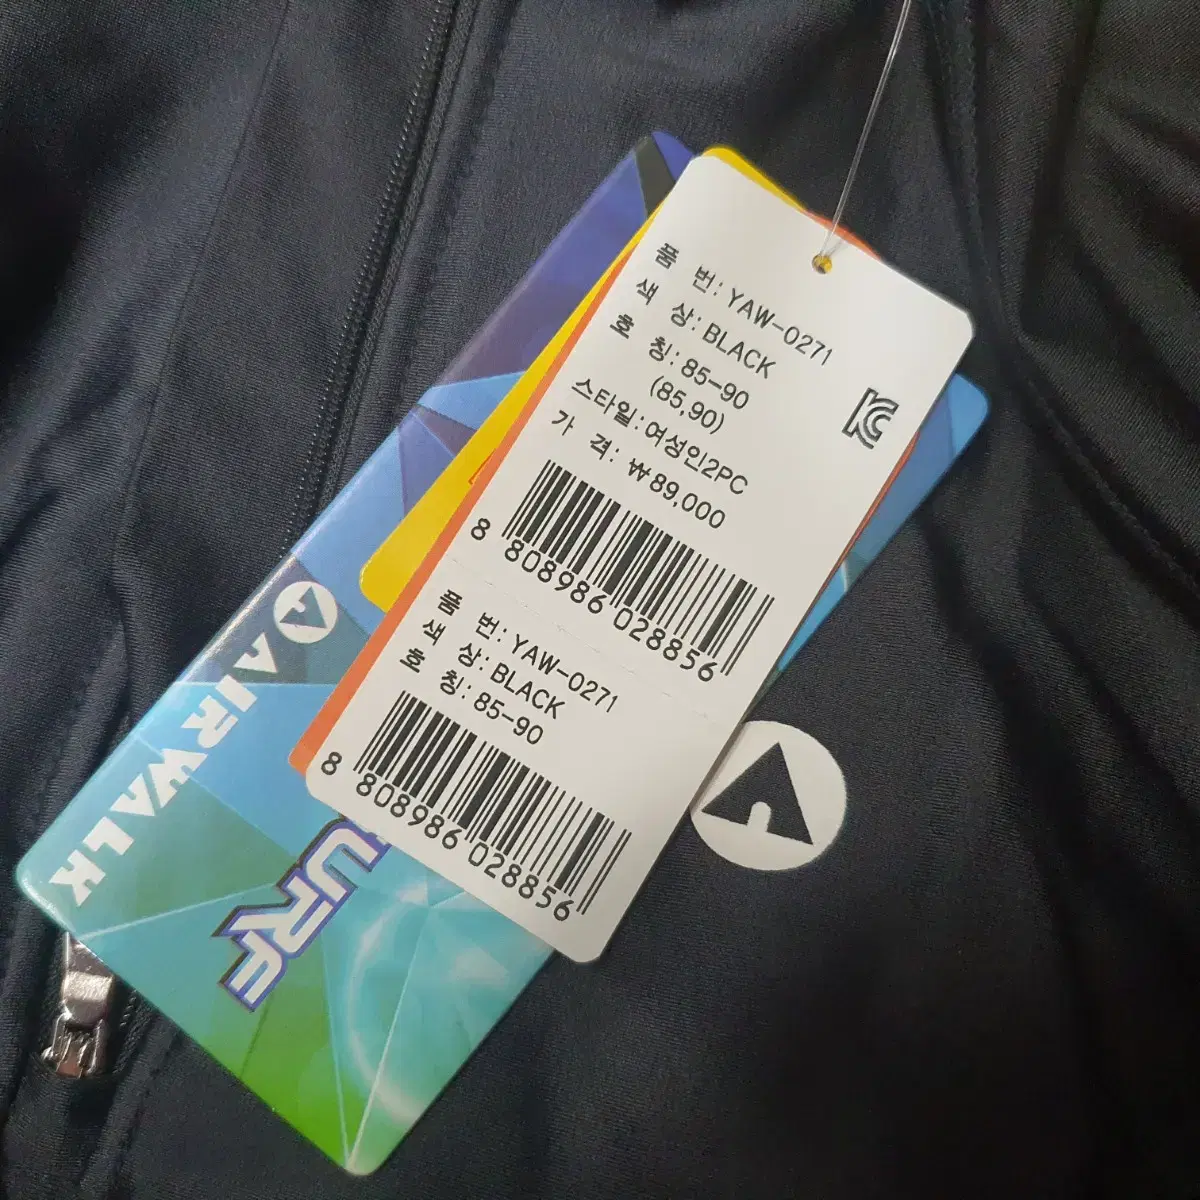 품 번: YAW-0271
색 상: BLACK
호 칭: 85-90
(85,90)
스타일: 여성인2PC
가 격: ₩89,000
8 808986 028856
품 번: YAW-0271
색 상: BLACK
호 칭: 85-90
8 808986 028856
AIRWALK
URF